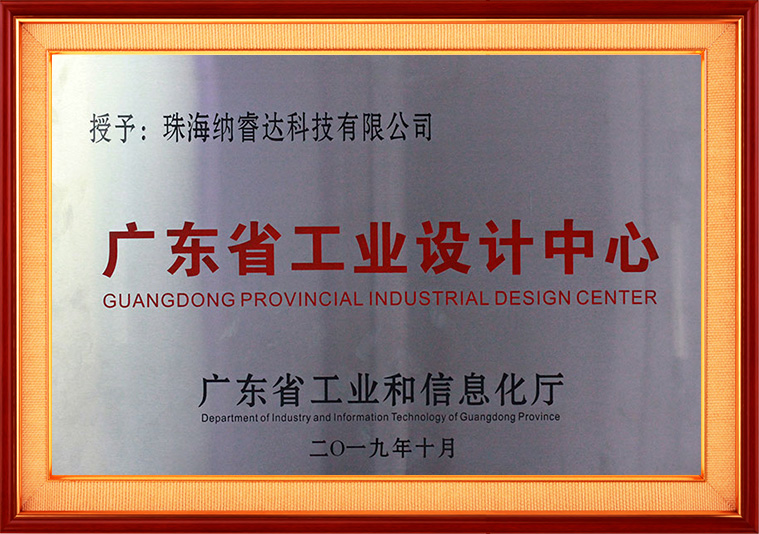 授予：珠海纳睿达科技有限公司
广东省工业设计中心
GUANGDONG PROVINCIAL INDUSTRIAL DESIGN CENTER
广东省工业和信息化厅
Department of Industry and Information Technology of Guangdong Province
二〇一九年十月